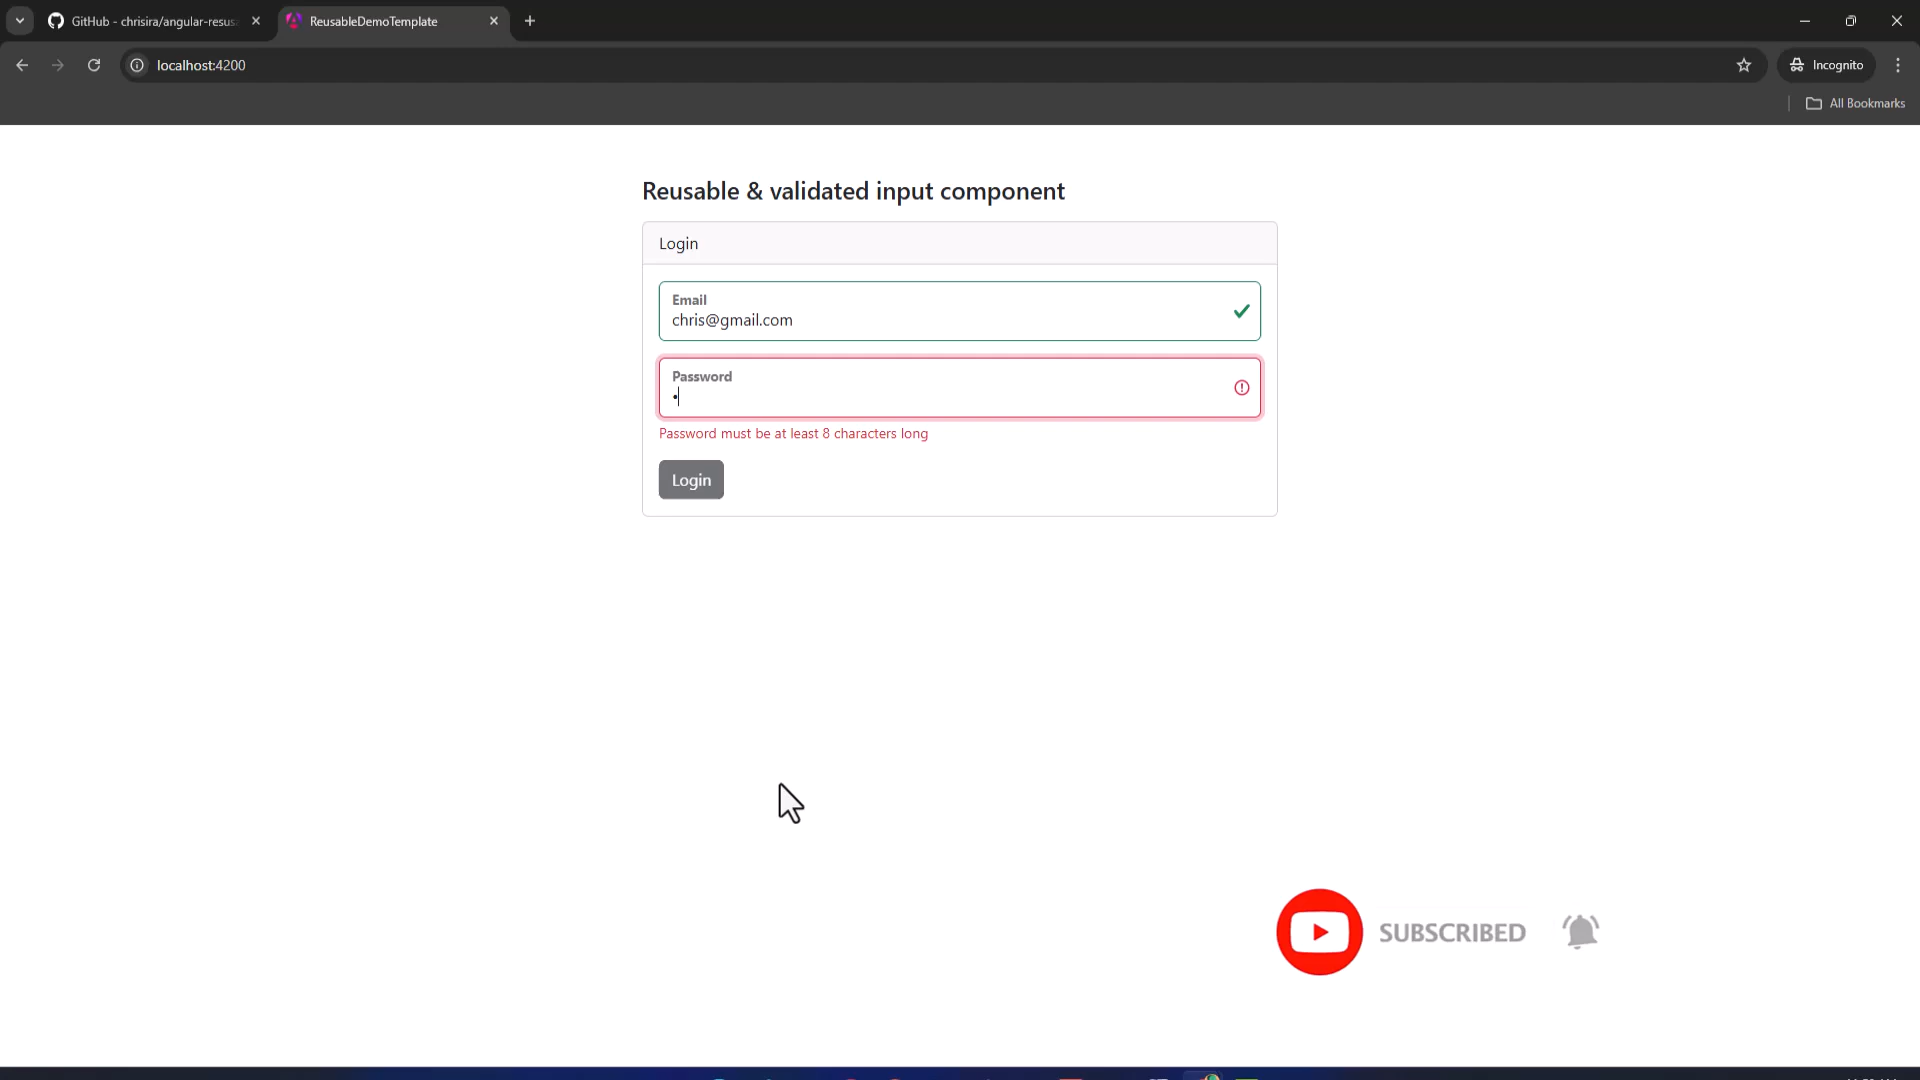 GitHub - chrisira/angular-resus
ReusableDemoTemplate
localhost:4200
Incognito
All Bookmarks
Reusable & validated input component
Login
Email
chris@gmail.com
Password
Password must be at least 8 characters long
Login
SUBSCRIBED